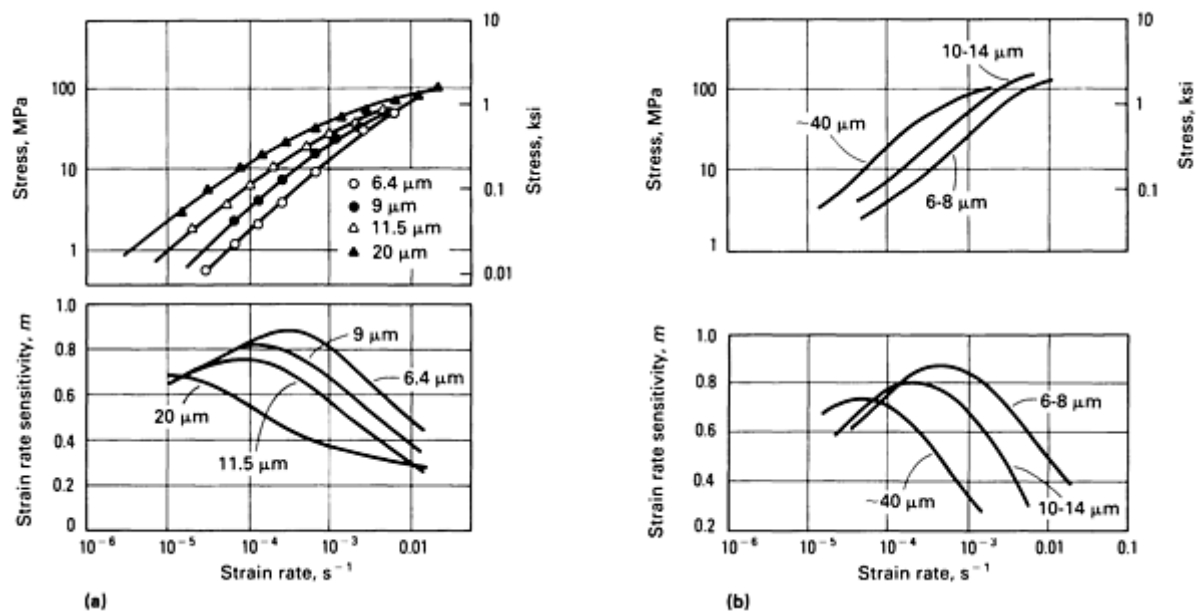 10
10
Stress, MPa
100
10
1
1
0.1
0.01
Stress, ksi
6.4 μm
9 μm
11.5 μm
20 μm
10-14 μm
~40 μm
6-8 μm
Stress, MPa
100
10
1
1
0.1
Stress, ksi
Strain rate sensitivity, m
1.0
0.8
0.6
0.4
0.2
0
9 μm
6.4 μm
20 μm
11.5 μm
10⁻⁶ 10⁻⁵ 10⁻⁴ 10⁻³ 0.01
Strain rate, s⁻¹
(a)
Strain rate sensitivity, m
1.0
0.8
0.6
0.4
0.2
6-8 μm
~40 μm
10-14 μm
10⁻⁶ 10⁻⁵ 10⁻⁴ 10⁻³ 0.01 0.1
Strain rate, s⁻¹
(b)